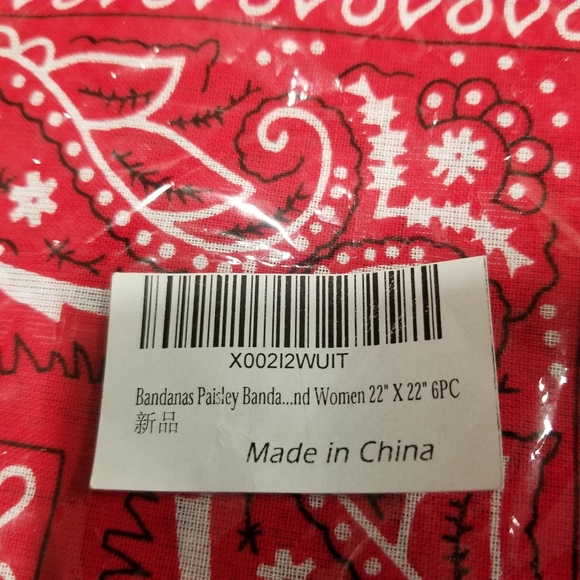 X002I2WUIT
Bandanas Paisley Banda...nd Women 22" X 22" 6PC
新品
Made in China